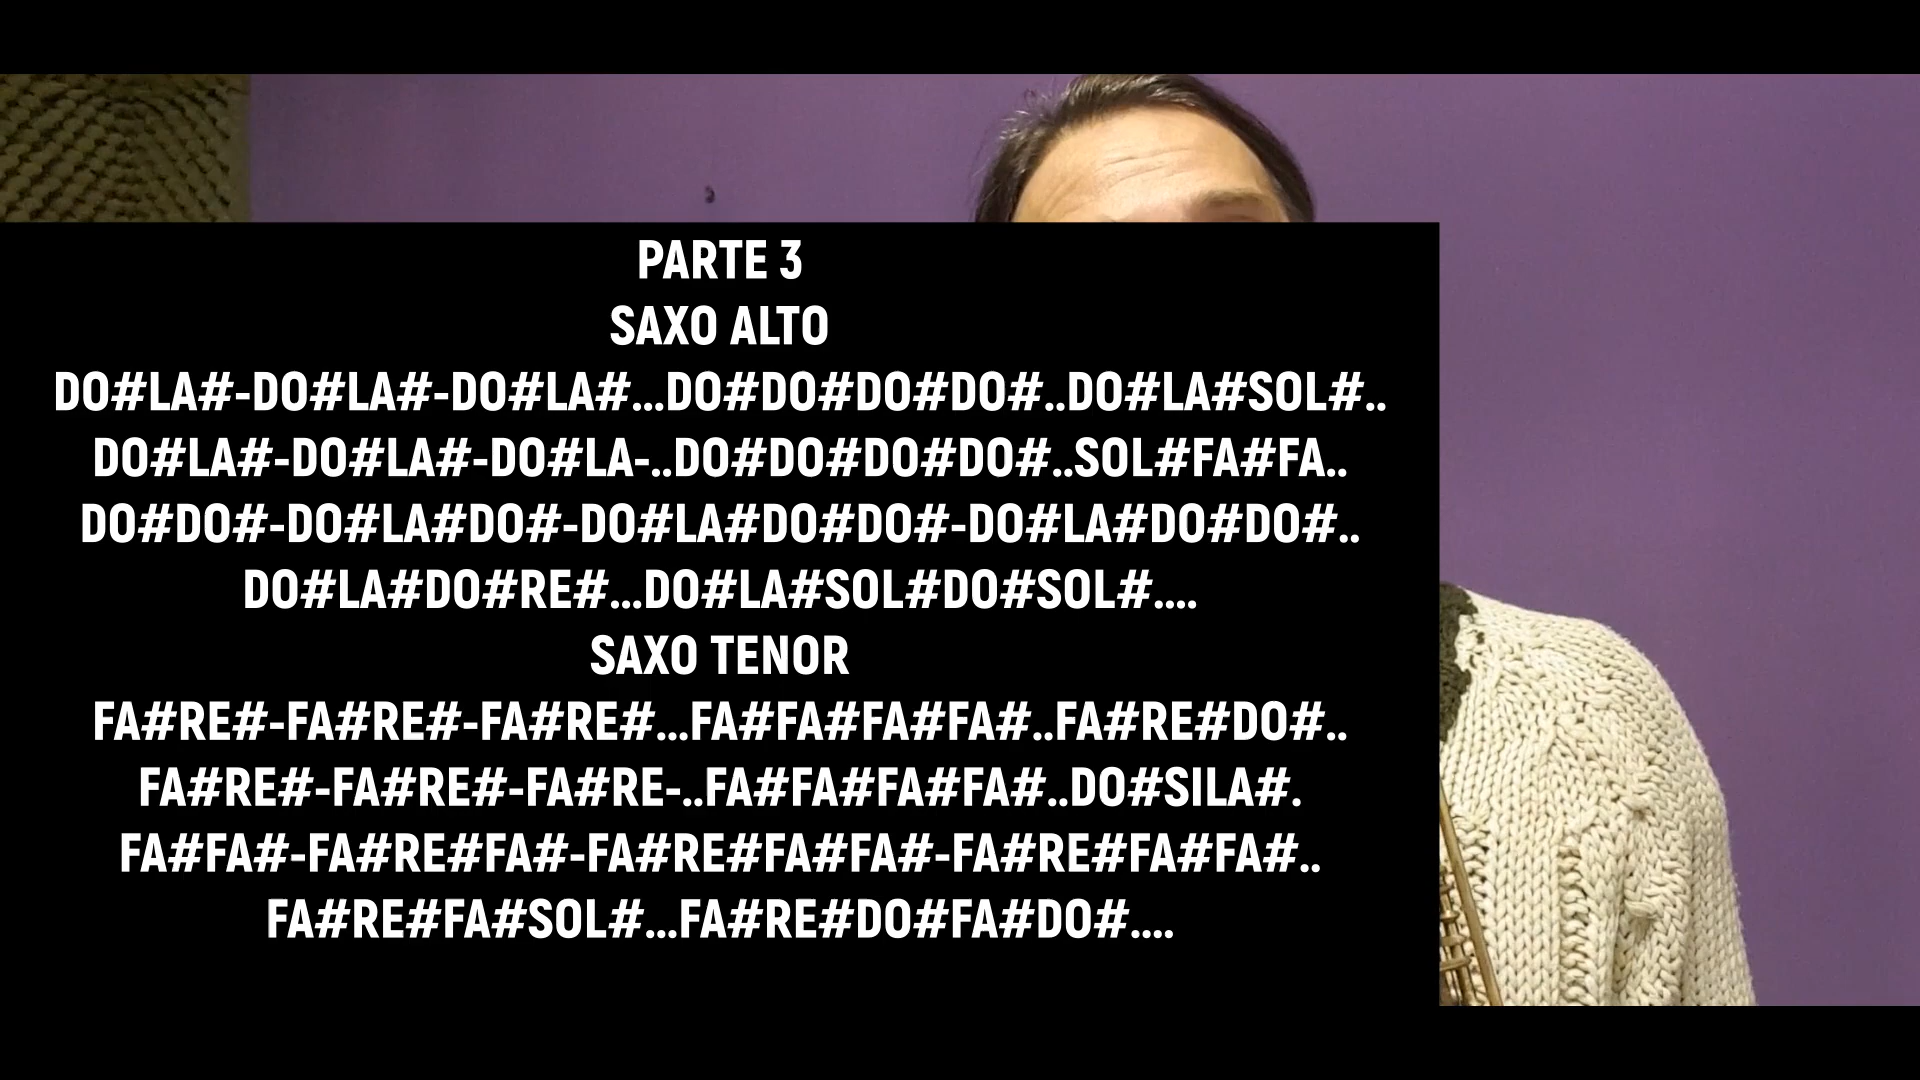 PARTE 3
SAXO ALTO
DO#LA#-DO#LA#-DO#LA#...DO#DO#DO#DO#..DO#LA#SOL#..
DO#LA#-DO#LA#-DO#LA-..DO#DO#DO#DO#..SOL#FA#FA..
DO#DO#-DO#LA#DO#-DO#LA#DO#DO#-DO#LA#DO#DO#..
DO#LA#DO#RE#...DO#LA#SOL#DO#SOL#....
SAXO TENOR
FA#RE#-FA#RE#-FA#RE#...FA#FA#FA#FA#..FA#RE#DO#..
FA#RE#-FA#RE#-FA#RE-..FA#FA#FA#FA#..DO#SILA#.
FA#FA#-FA#RE#FA#-FA#RE#FA#FA#-FA#RE#FA#FA#..
FA#RE#FA#SOL#...FA#RE#DO#FA#DO#....